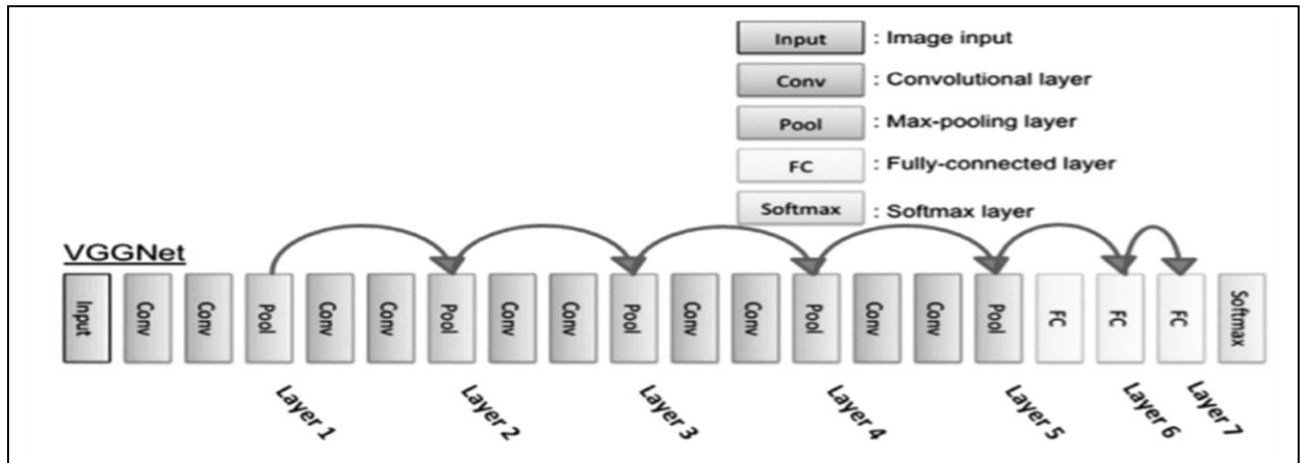 Input : Image input
Conv : Convolutional layer
Pool : Max-pooling layer
FC : Fully-connected layer
Softmax : Softmax layer
VGGNet
Input Conv Conv Pool Conv Conv Pool Conv Conv Pool Conv Conv Pool Conv Conv Pool FC FC FC Softmax
Layer 1 Layer 2 Layer 3 Layer 4 Layer 5 Layer 6 Layer 7